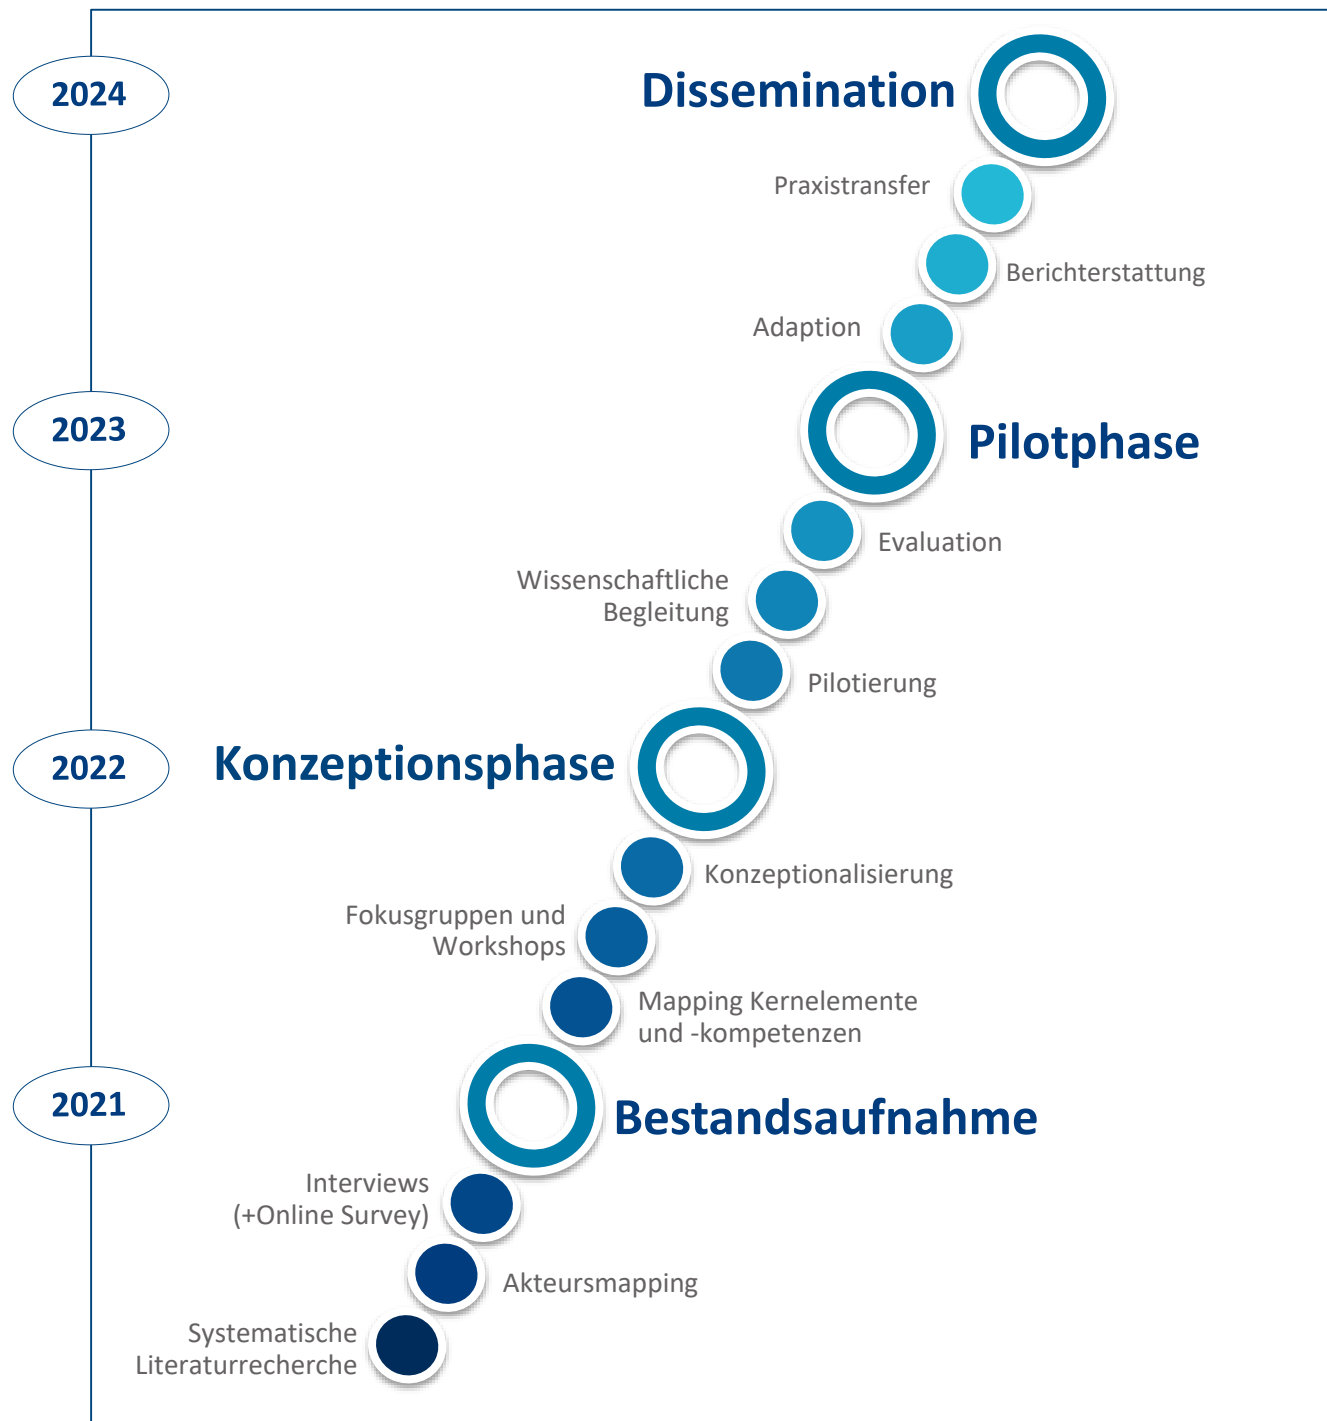 2024
Dissemination
Praxistransfer
Berichterstattung
Adaption
2023
Pilotphase
Evaluation
Wissenschaftliche
Begleitung
Pilotierung
2022
Konzeptionsphase
Konzeptionalisierung
Fokusgruppen und
Workshops
Mapping Kernelemente
und -kompetenzen
2021
Bestandsaufnahme
Interviews
(+Online Survey)
Akteursmapping
Systematische
Literaturrecherche